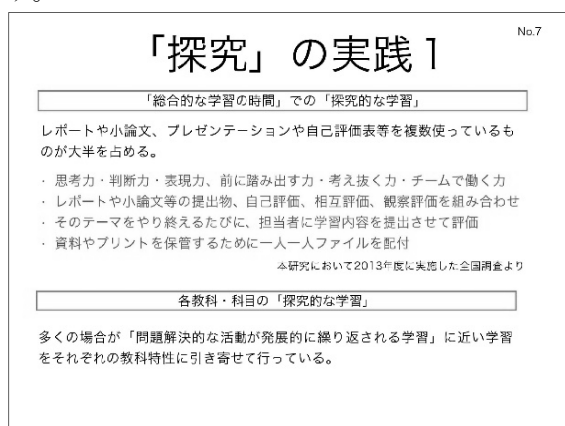 No.7
「探究」の実践１
「総合的な学習の時間」での「探究的な学習」
レポートや小論文、プレゼンテーションや自己評価表等を複数使っているも
のが大半を占める。
・思考力・判断力・表現力、前に踏み出す力・考え抜く力・チームで働く力
・レポートや小論文等の提出物、自己評価、相互評価、観察評価を組み合わせ
・そのテーマをやり終えるたびに、担当者に学習内容を提出させて評価
・資料やプリントを保管するために一人一人ファイルを配付
本研究において2013年度に実施した全国調査より
各教科・科目の「探究的な学習」
多くの場合が「問題解決的な活動が発展的に繰り返される学習」に近い学習
をそれぞれの教科特性に引き寄せて行っている。